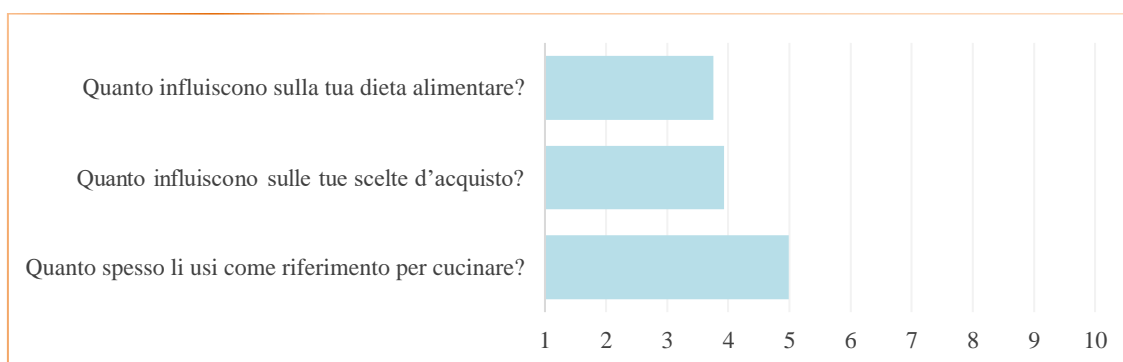 Quanto influiscono sulla tua dieta alimentare?
Quanto influiscono sulle tue scelte d’acquisto?
Quanto spesso li usi come riferimento per cucinare?
1 2 3 4 5 6 7 8 9 10